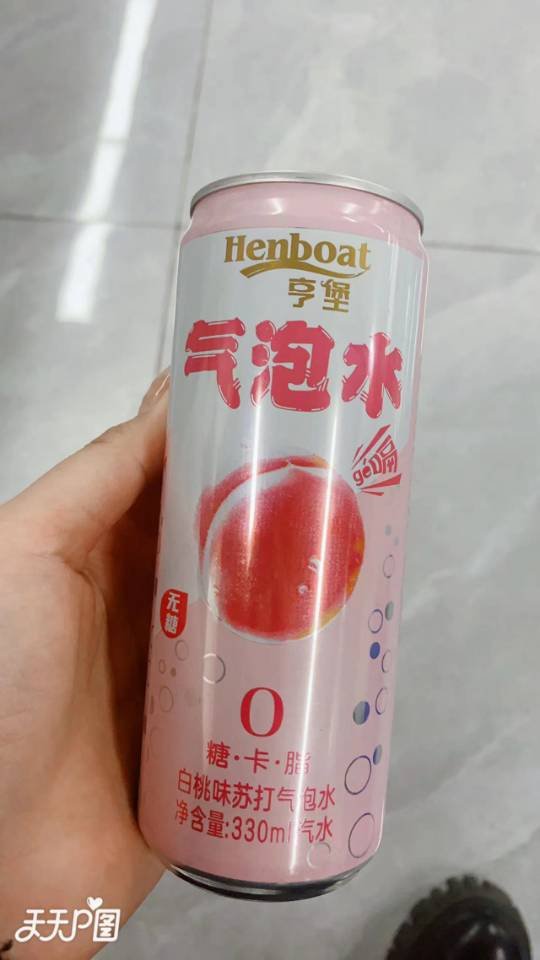 Henboat
亨堡
气泡水
无糖
0
糖·卡·脂
白桃味苏打气泡水
净含量:330ml 汽水
天天P图